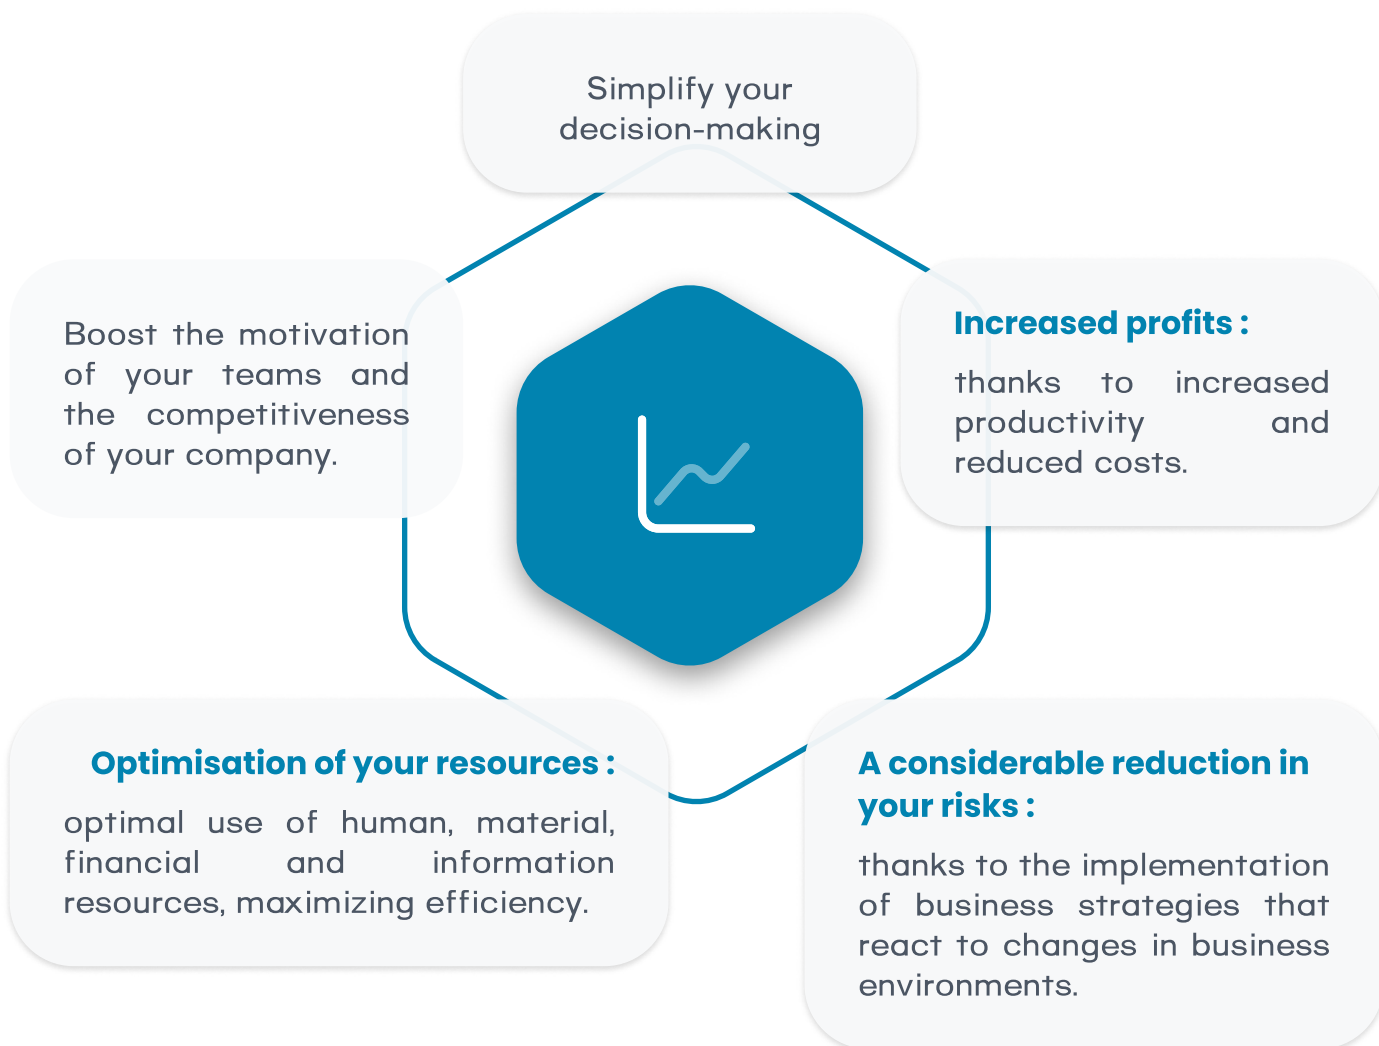 Simplify your
decision-making
Boost the motivation
of your teams and
the competitiveness
of your company.
Increased profits :
thanks to increased
productivity and
reduced costs.
Optimisation of your resources :
optimal use of human, material,
financial and information
resources, maximizing efficiency.
A considerable reduction in
your risks :
thanks to the implementation
of business strategies that
react to changes in business
environments.